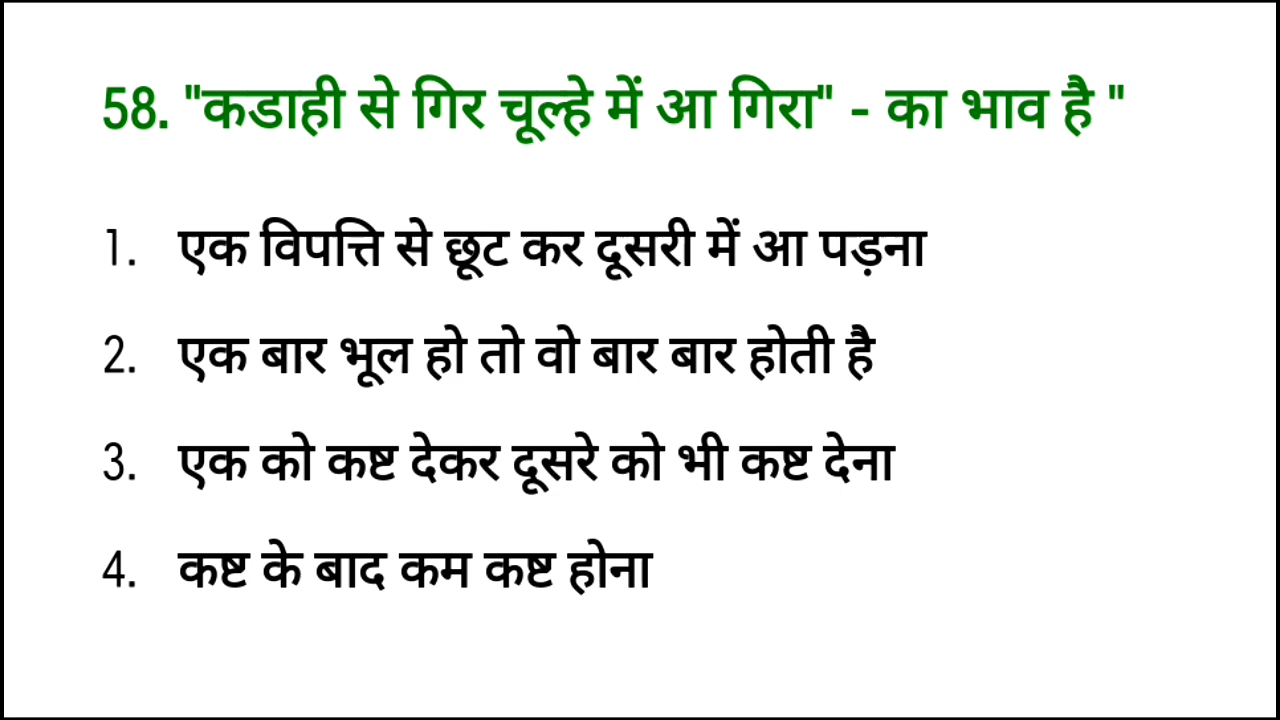 58. "कडाही से गिर चूल्हे में आ गिरा" - का भाव है "
1. एक विपत्ति से छूट कर दूसरी में आ पड़ना
2. एक बार भूल हो तो वो बार बार होती है
3. एक को कष्ट देकर दूसरे को भी कष्ट देना
4. कष्ट के बाद कम कष्ट होना